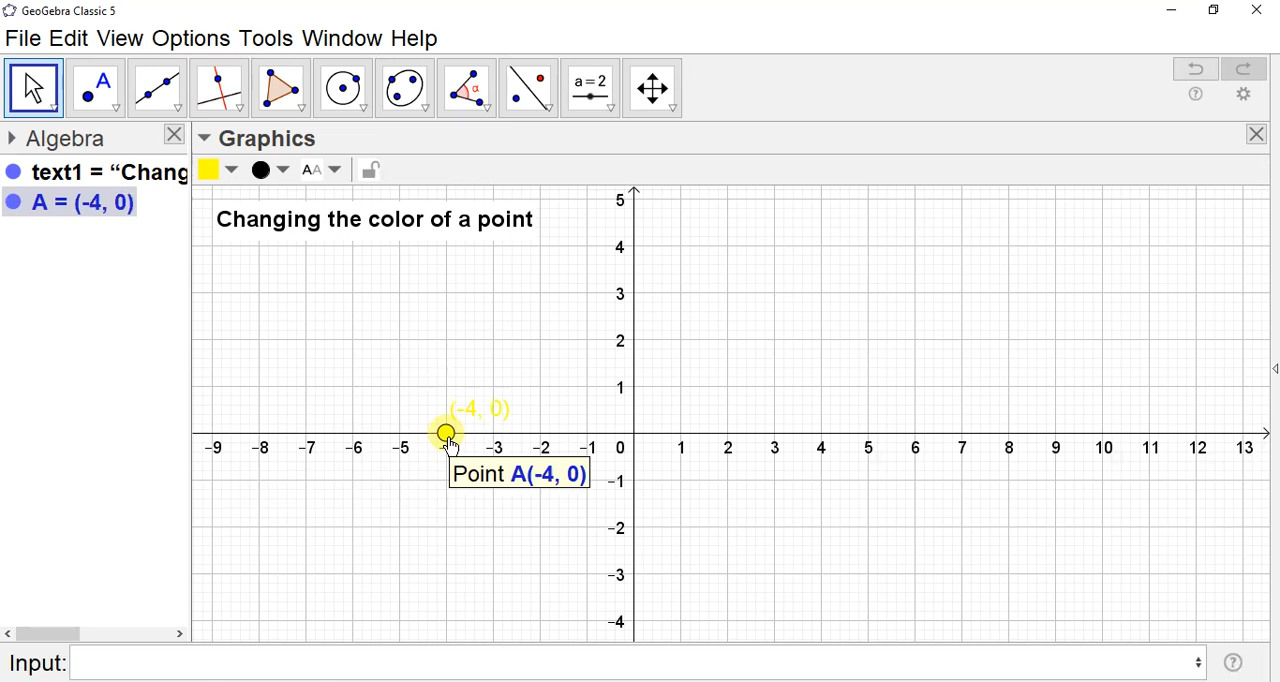 GeoGebra Classic 5
File Edit View Options Tools Window Help
A
α
a=2
Algebra
Graphics
text1 = “Chang
AA
A = (-4, 0)
Changing the color of a point
5
4
3
2
1
(-4, 0)
-9 -8 -7 -6 -5 -3 -2 -1 0 1 2 3 4 5 6 7 8 9 10 11 12 13
Point A(-4, 0)
-1
-2
-3
-4
Input: